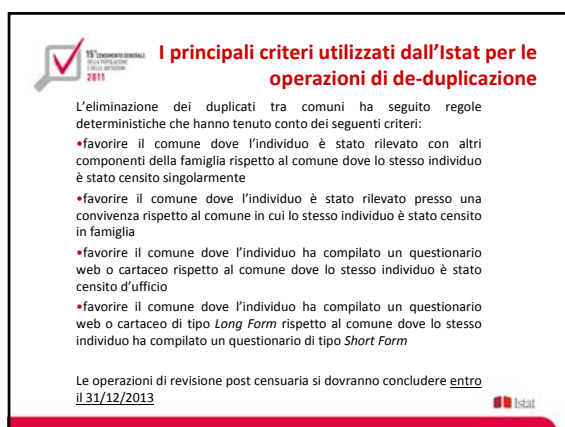 15° CENSIMENTO GENERALE
DELLA POPOLAZIONE
E DELLE ABITAZIONI
2011
I principali criteri utilizzati dall'Istat per le
operazioni di de-duplicazione
L'eliminazione dei duplicati tra comuni ha seguito regole
deterministiche che hanno tenuto conto dei seguenti criteri:
•favorire il comune dove l'individuo è stato rilevato con altri
componenti della famiglia rispetto al comune dove lo stesso individuo
è stato censito singolarmente
•favorire il comune dove l'individuo è stato rilevato presso una
convivenza rispetto al comune in cui lo stesso individuo è stato censito
in famiglia
•favorire il comune dove l'individuo ha compilato un questionario
web o cartaceo rispetto al comune dove lo stesso individuo è stato
censito d'ufficio
•favorire il comune dove l'individuo ha compilato un questionario
web o cartaceo di tipo Long Form rispetto al comune dove lo stesso
individuo ha compilato un questionario di tipo Short Form
Le operazioni di revisione post censuaria si dovranno concludere entro
il 31/12/2013
Istat